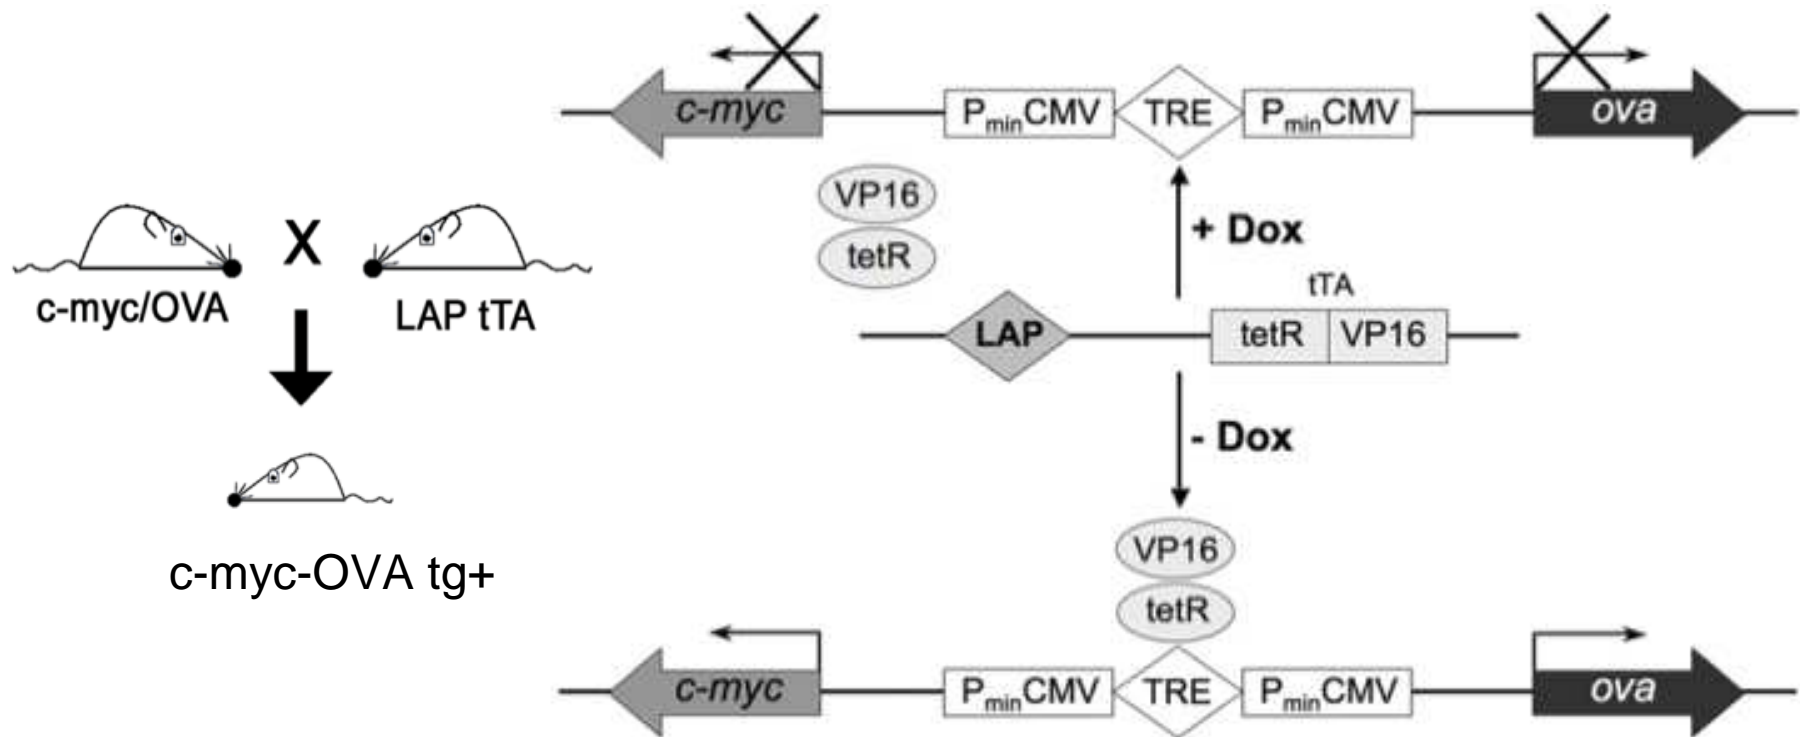 c-myc PminCMV TRE PminCMV ova
VP16
tetR
+ Dox
c-myc/OVA X LAP tTA
tTA
LAP tetR VP16
- Dox
c-myc-OVA tg+
VP16
tetR
c-myc PminCMV TRE PminCMV ova